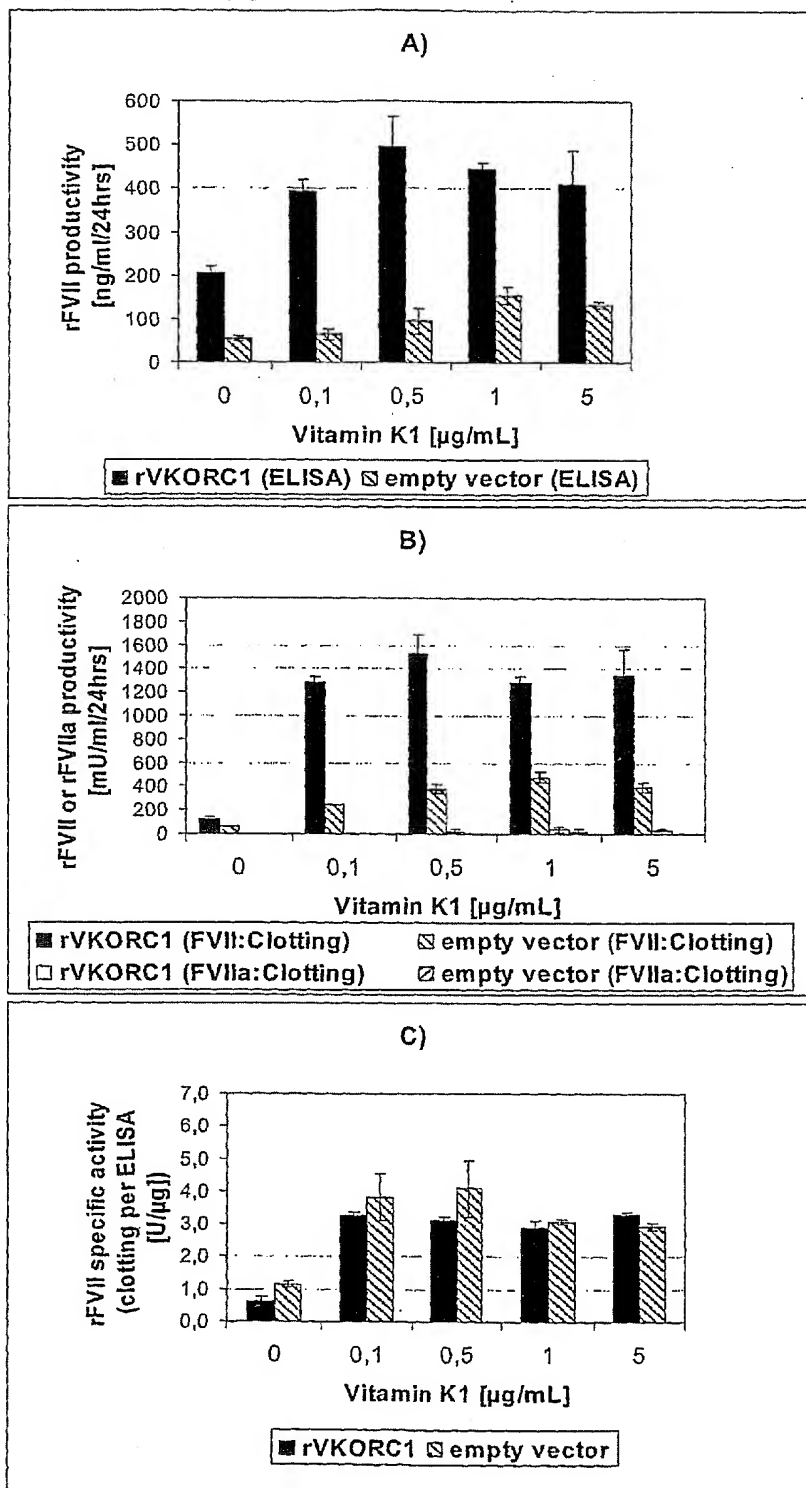 A)
rFVII productivity
[ng/ml/24hrs]
600
500
400
300
200
100
0
0 0,1 0,5 1 5
Vitamin K1 [µg/mL]
rVKORC1 (ELISA) empty vector (ELISA)
B)
rFVII or rFVIIa productivity
[mU/ml/24hrs]
2000
1800
1600
1400
1200
1000
800
600
400
200
0
0 0,1 0,5 1 5
Vitamin K1 [µg/mL]
rVKORC1 (FVII:Clotting) empty vector (FVII:Clotting)
rVKORC1 (FVIIa:Clotting) empty vector (FVIIa:Clotting)
C)
rFVII specific activity
(clotting per ELISA
[U/µg])
7,0
6,0
5,0
4,0
3,0
2,0
1,0
0,0
0 0,1 0,5 1 5
Vitamin K1 [µg/mL]
rVKORC1 empty vector